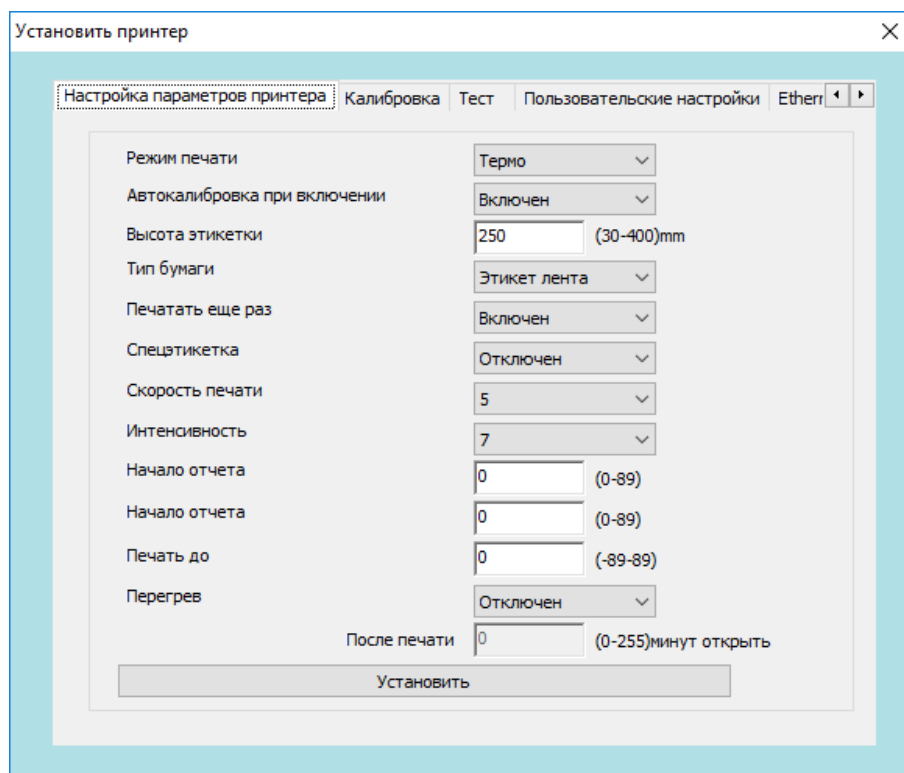 Установить принтер
Настройка параметров принтера Калибровка Тест Пользовательские настройки
Режим печати Термо
Автокалибровка при включении Включен
Высота этикетки 250 (30-400)mm
Тип бумаги Этикет лента
Печатать еще раз Включен
Спецэтикетка Отключен
Скорость печати 5
Интенсивность 7
Начало отчета 0 (0-89)
Начало отчета 0 (0-89)
Печать до 0 (-89-89)
Перегрев Отключен
После печати 0 (0-255)минут открыть
Установить